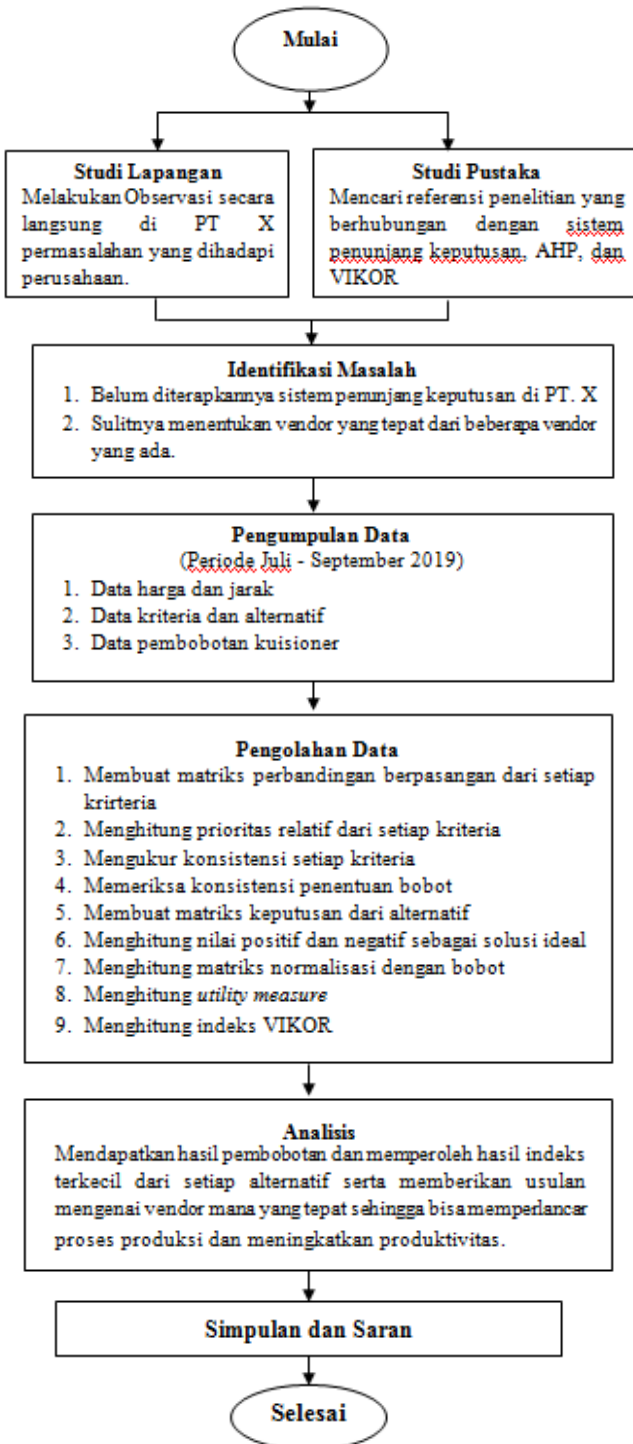 Mulai
Studi Lapangan
Melakukan Observasi secara
langsung di PT X
permasalahan yang dihadapi
perusahaan.
Studi Pustaka
Mencari referensi penelitian yang
berhubungan dengan sistem
penunjang keputusan, AHP, dan
VIKOR
Identifikasi Masalah
1. Belum diterapkannya sistem penunjang keputusan di PT. X
2. Sulitnya menentukan vendor yang tepat dari beberapa vendor
yang ada.
Pengumpulan Data
(Periode Juli - September 2019)
1. Data harga dan jarak
2. Data kriteria dan alternatif
3. Data pembobotan kuisioner
Pengolahan Data
1. Membuat matriks perbandingan berpasangan dari setiap
krirteria
2. Menghitung prioritas relatif dari setiap kriteria
3. Mengukur konsistensi setiap kriteria
4. Memeriksa konsistensi penentuan bobot
5. Membuat matriks keputusan dari alternatif
6. Menghitung nilai positif dan negatif sebagai solusi ideal
7. Menghitung matriks normalisasi dengan bobot
8. Menghitung utility measure
9. Menghitung indeks VIKOR
Analisis
Mendapatkan hasil pembobotan dan memperoleh hasil indeks
terkecil dari setiap alternatif serta memberikan usulan
mengenai vendor mana yang tepat sehingga bisa memperlancar
proses produksi dan meningkatkan produktivitas.
Simpulan dan Saran
Selesai